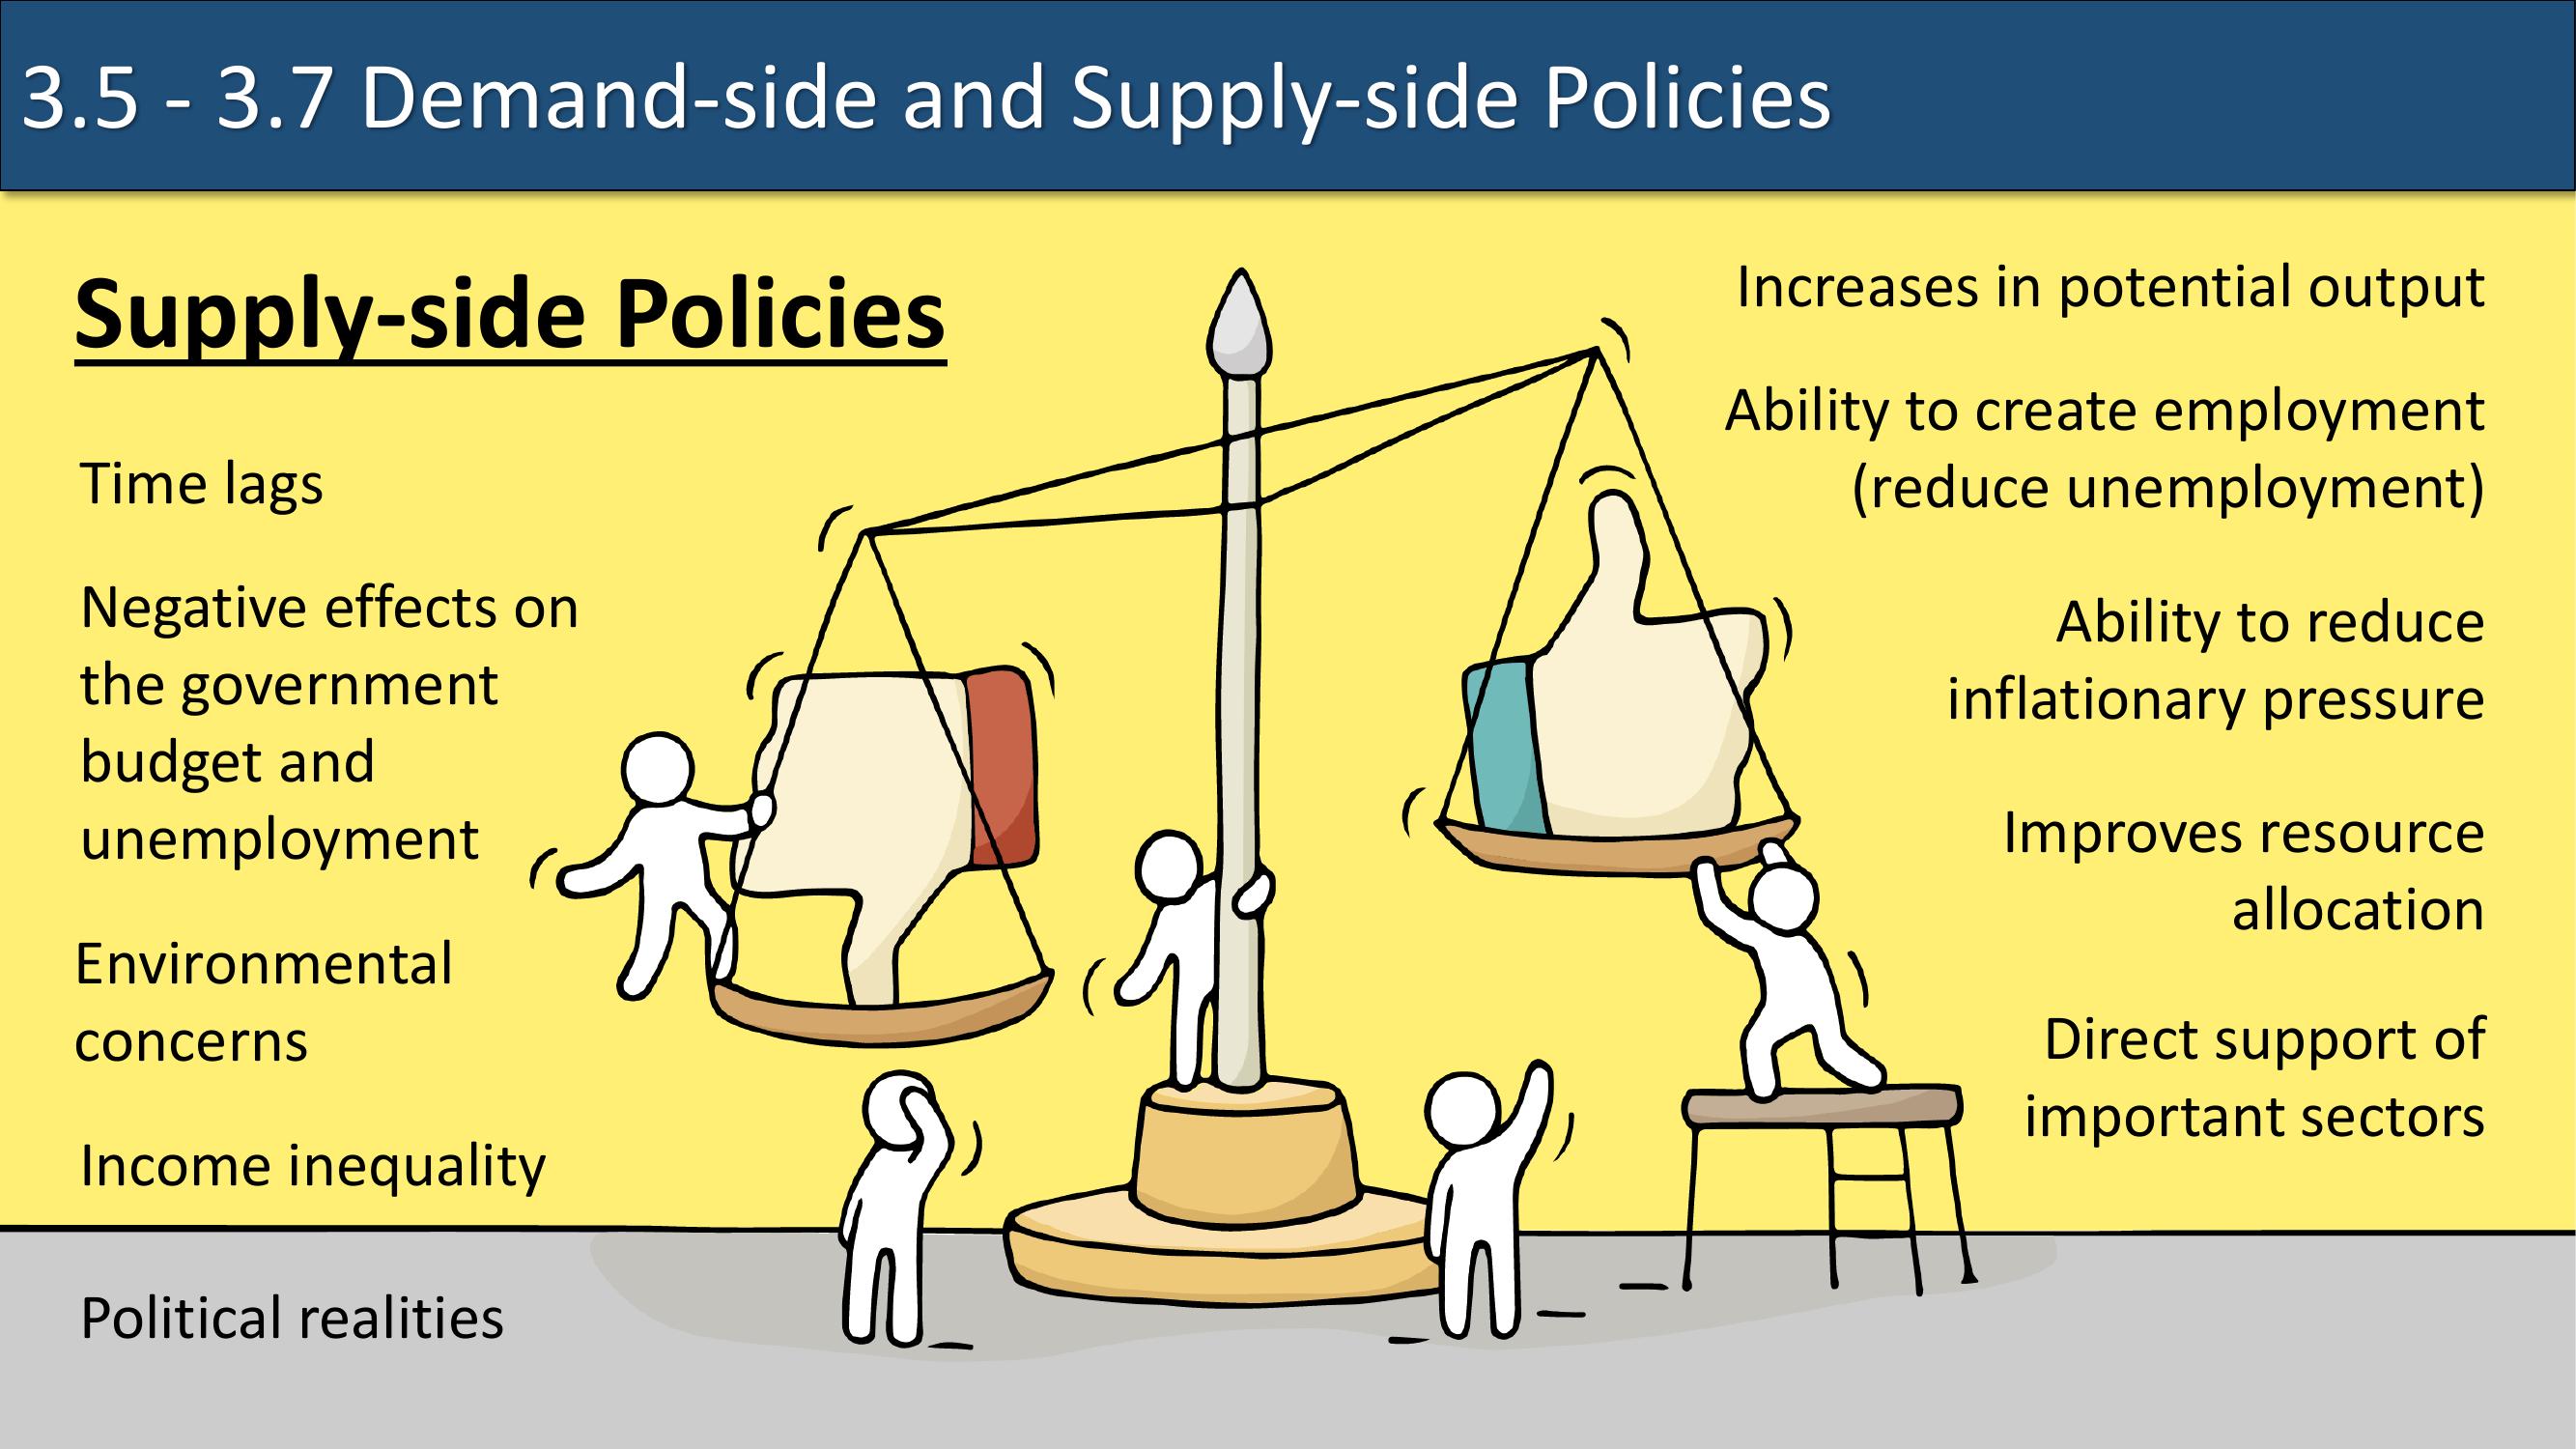 3.5 - 3.7 Demand-side and Supply-side Policies
Supply-side Policies
Time lags
Negative effects on
the government
budget and
unemployment
Environmental
concerns
Income inequality
Political realities
Increases in potential output
Ability to create employment
(reduce unemployment)
Ability to reduce
inflationary pressure
Improves resource
allocation
Direct support of
important sectors